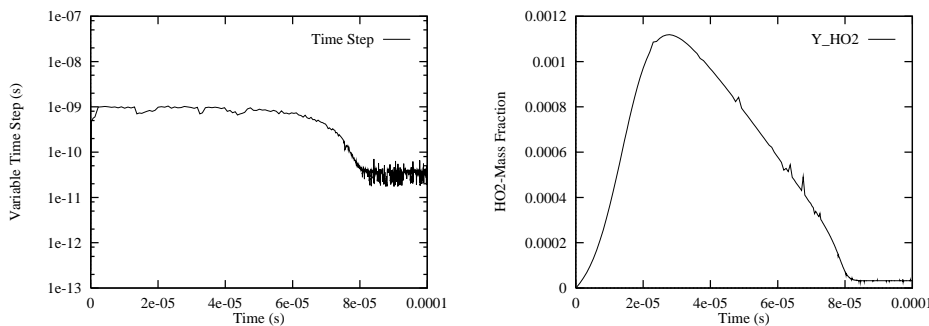 1e-07
1e-08
1e-09
1e-10
1e-11
1e-12
1e-13
0
2e-05
4e-05
6e-05
8e-05
0.0001
Variable Time Step (s)
Time (s)
Time Step
0.0012
0.001
0.0008
0.0006
0.0004
0.0002
0
0
2e-05
4e-05
6e-05
8e-05
0.0001
HO2-Mass Fraction
Time (s)
Y_HO2